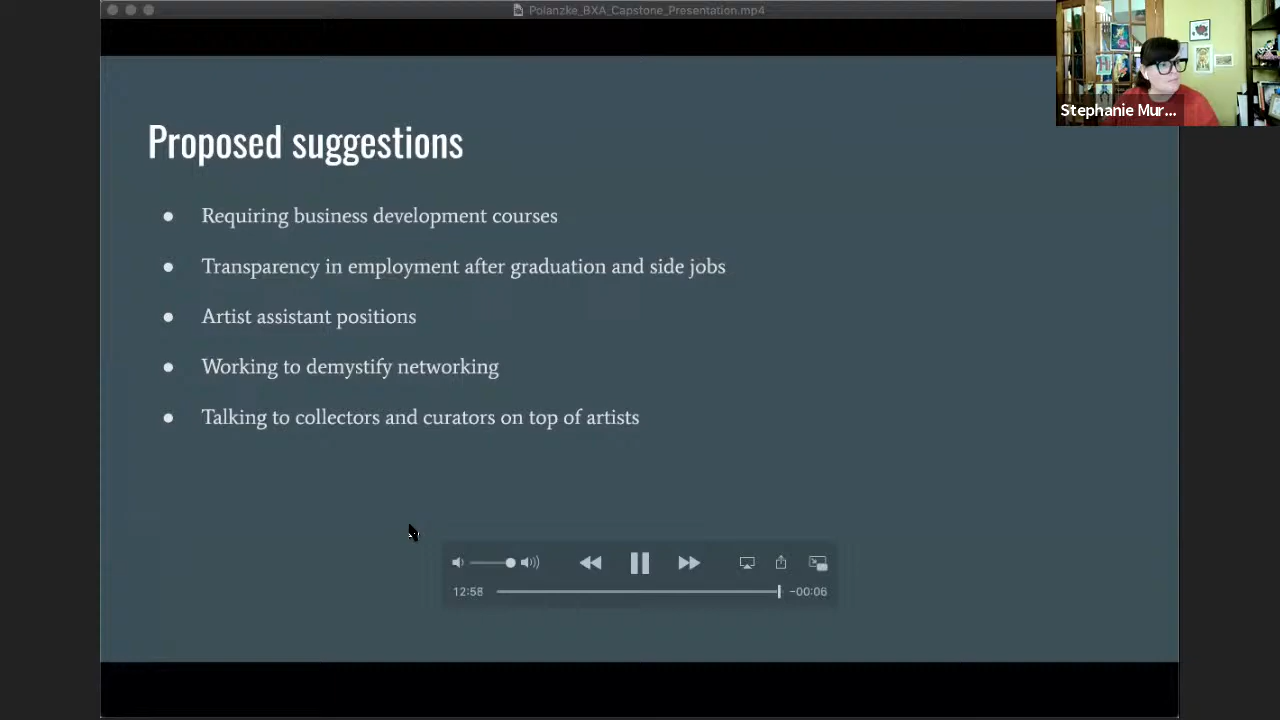 Polanzke_BXA_Capstone_Presentation.mp4
Stephanie Mur...
Proposed suggestions
● Requiring business development courses
● Transparency in employment after graduation and side jobs
● Artist assistant positions
● Working to demystify networking
● Talking to collectors and curators on top of artists
12:58
−00:06